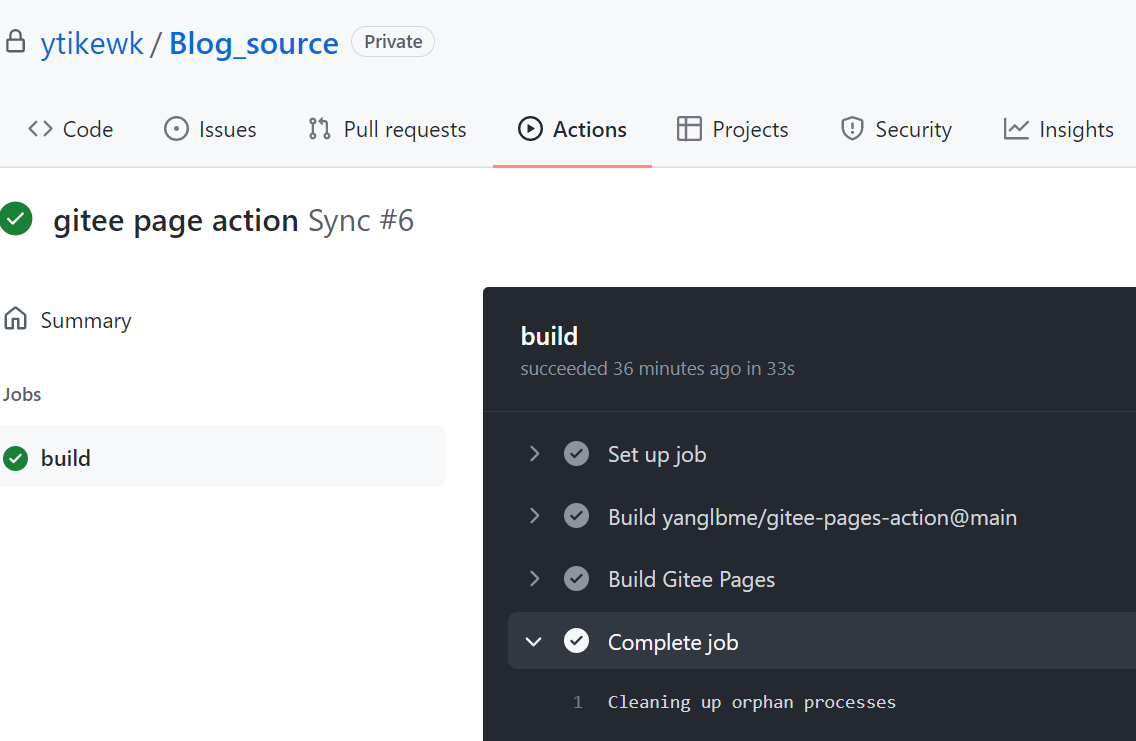 ytikewk / Blog_source Private
Code Issues Pull requests Actions Projects Security Insights
gitee page action Sync #6
Summary
Jobs
build
build
succeeded 36 minutes ago in 33s
Set up job
Build yanglbme/gitee-pages-action@main
Build Gitee Pages
Complete job
1 Cleaning up orphan processes